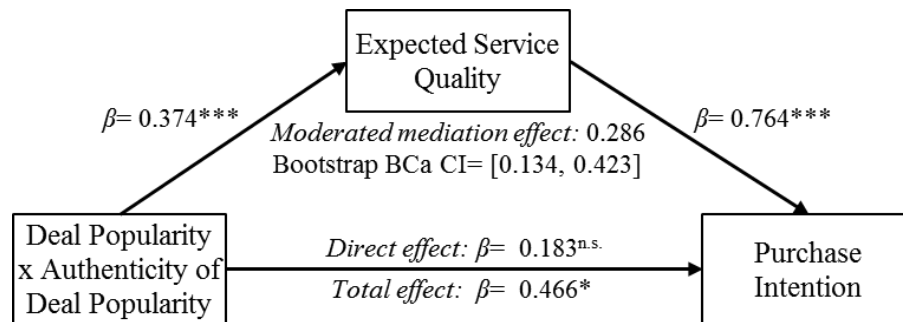 Expected Service
Quality
β= 0.374***
β= 0.764***
Moderated mediation effect: 0.286
Bootstrap BCa CI= [0.134, 0.423]
Deal Popularity
x Authenticity of
Deal Popularity
Direct effect: β= 0.183n.s.
Total effect: β= 0.466*
Purchase
Intention